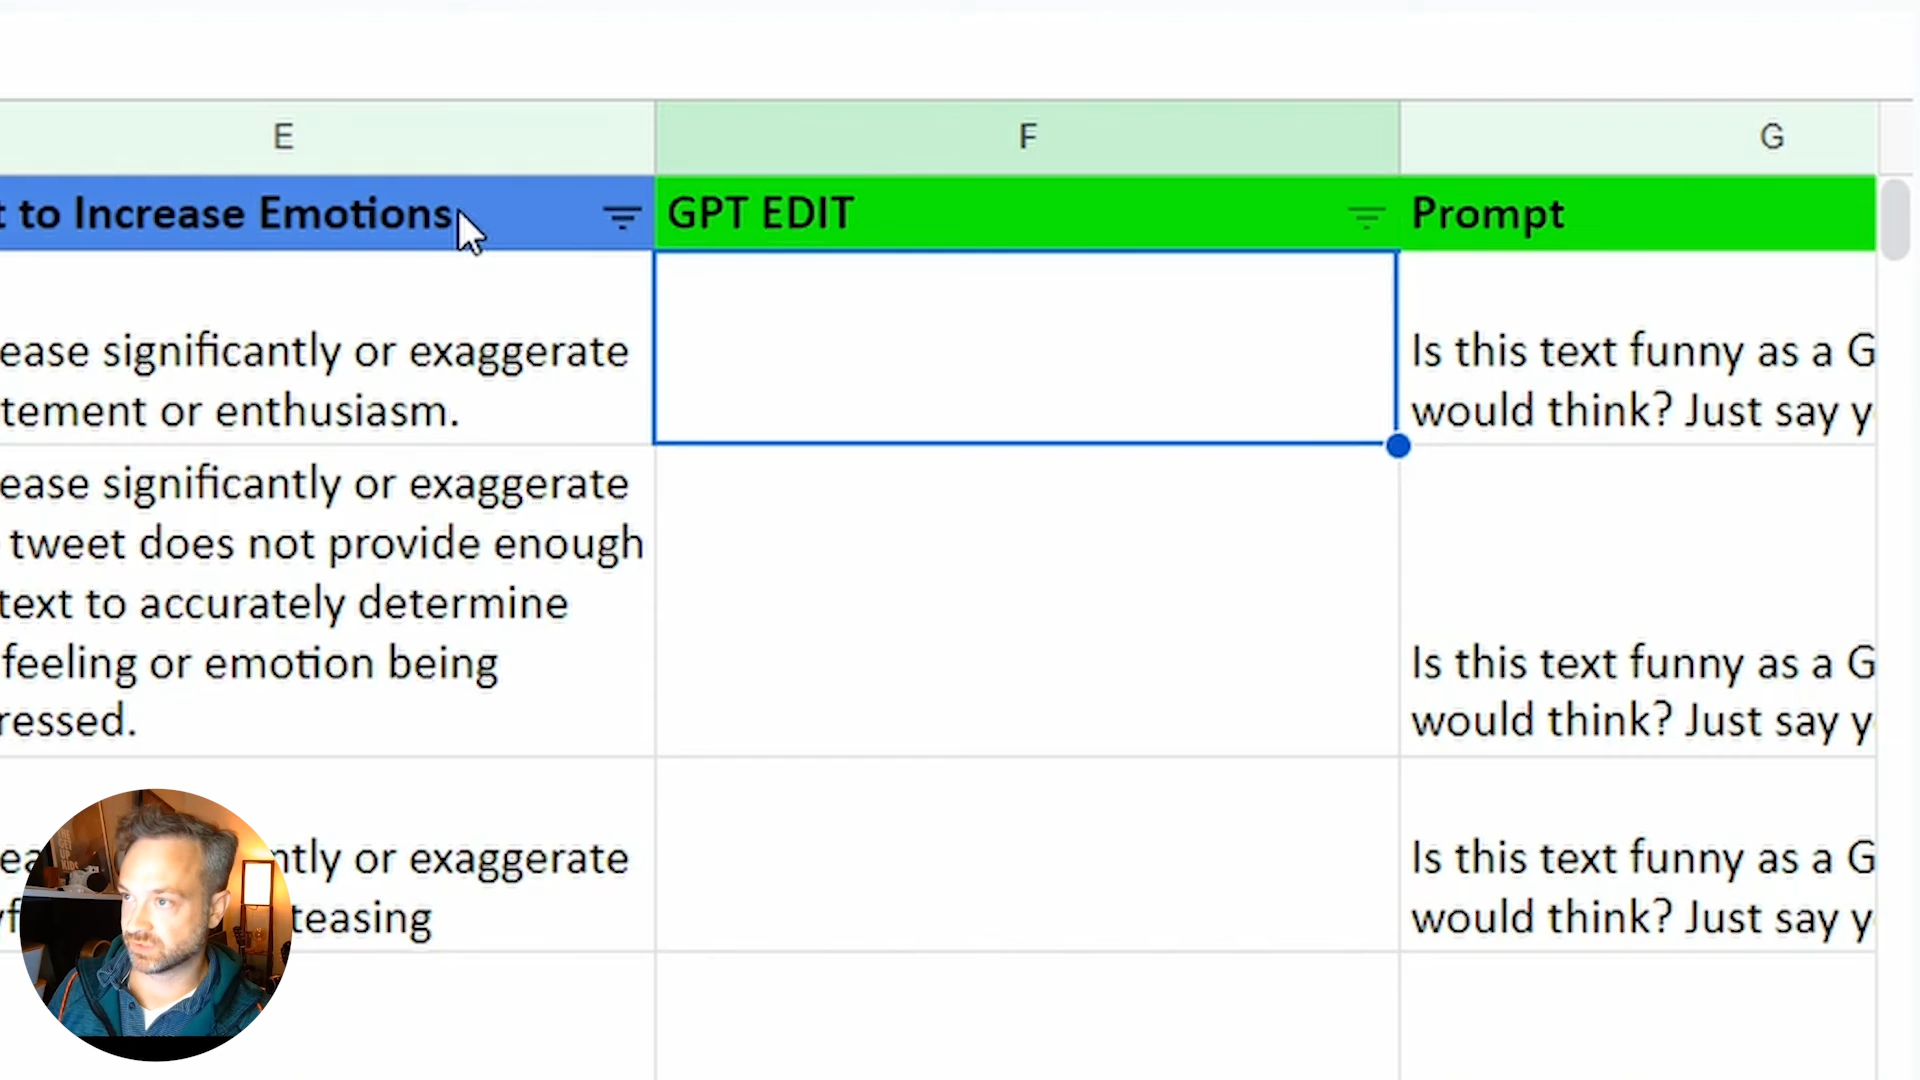 E F G
t to Increase Emotions GPT EDIT Prompt
ease significantly or exaggerate
tement or enthusiasm.
Is this text funny as a G
would think? Just say y
ease significantly or exaggerate
tweet does not provide enough
text to accurately determine
feeling or emotion being
ressed.
Is this text funny as a G
would think? Just say y
ea ntly or exaggerate
teasing
Is this text funny as a G
would think? Just say y